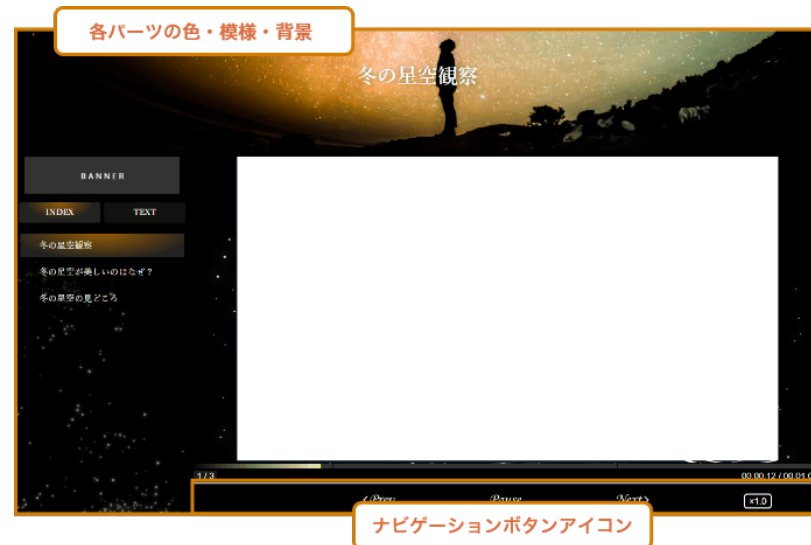 各パーツの色・模様・背景
冬の星空観察
BANNER
INDEX
TEXT
冬の星空観察
冬の星空が美しいのはなぜ？
冬の星空の見どころ
1 / 3
00:00:12 / 00:01:0
‹ Prev
Pause
Next ›
×1.0
ナビゲーションボタンアイコン